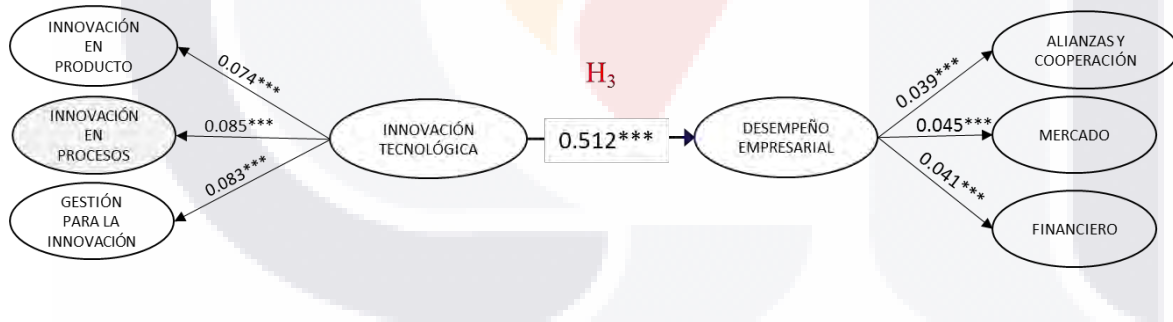 INNOVACIÓN
EN
PRODUCTO
0.074***
INNOVACIÓN
EN
PROCESOS
0.085***
GESTIÓN
PARA LA
INNOVACIÓN
0.083***
INNOVACIÓN
TECNOLÓGICA
H3
0.512***
DESEMPEÑO
EMPRESARIAL
0.039***
ALIANZAS Y
COOPERACIÓN
0.045***
MERCADO
0.041***
FINANCIERO